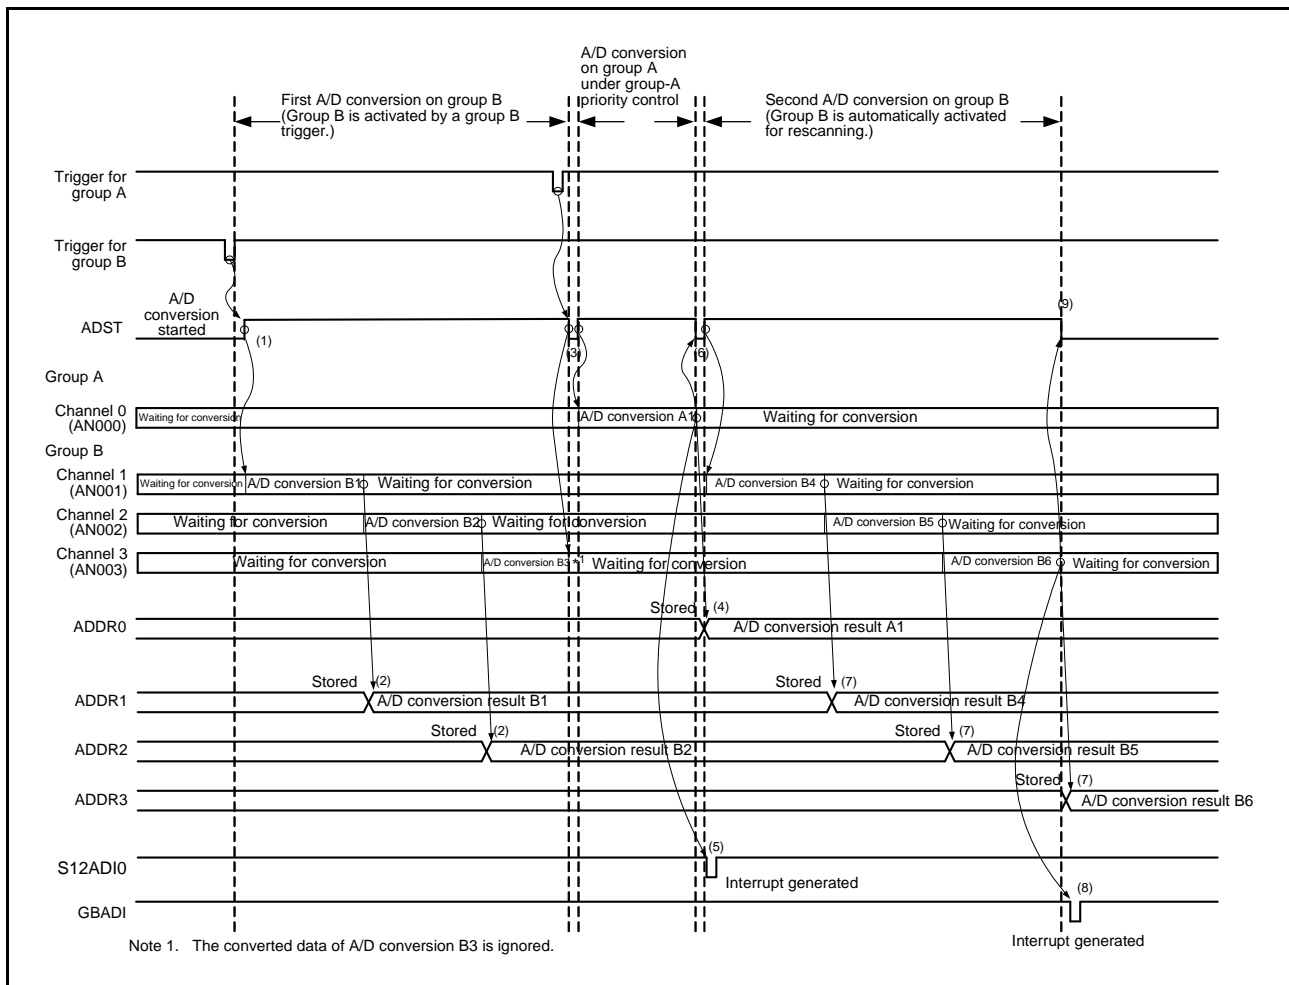 A/D conversion
on group A
under group-A
priority control
First A/D conversion on group B
(Group B is activated by a group B
trigger.)
Second A/D conversion on group B
(Group B is automatically activated
for rescanning.)
Trigger for
group A
Trigger for
group B
A/D
conversion
started
ADST
(1)
(3)
(6)
(9)
Group A
Channel 0
(AN000)
Waiting for conversion
A/D conversion A1
Waiting for conversion
Group B
Channel 1
(AN001)
Waiting for conversion
A/D conversion B1
Waiting for conversion
A/D conversion B4
Waiting for conversion
Channel 2
(AN002)
Waiting for conversion
A/D conversion B2
Waiting for conversion
A/D conversion B5
Waiting for conversion
Channel 3
(AN003)
Waiting for conversion
A/D conversion B3 *1
Waiting for conversion
A/D conversion B6
Waiting for conversion
ADDR0
Stored
(4)
A/D conversion result A1
ADDR1
Stored
(2)
A/D conversion result B1
Stored
(7)
A/D conversion result B4
ADDR2
Stored
(2)
A/D conversion result B2
Stored
(7)
A/D conversion result B5
ADDR3
Stored
(7)
A/D conversion result B6
S12ADI0
(5)
Interrupt generated
GBADI
(8)
Interrupt generated
Note 1. The converted data of A/D conversion B3 is ignored.